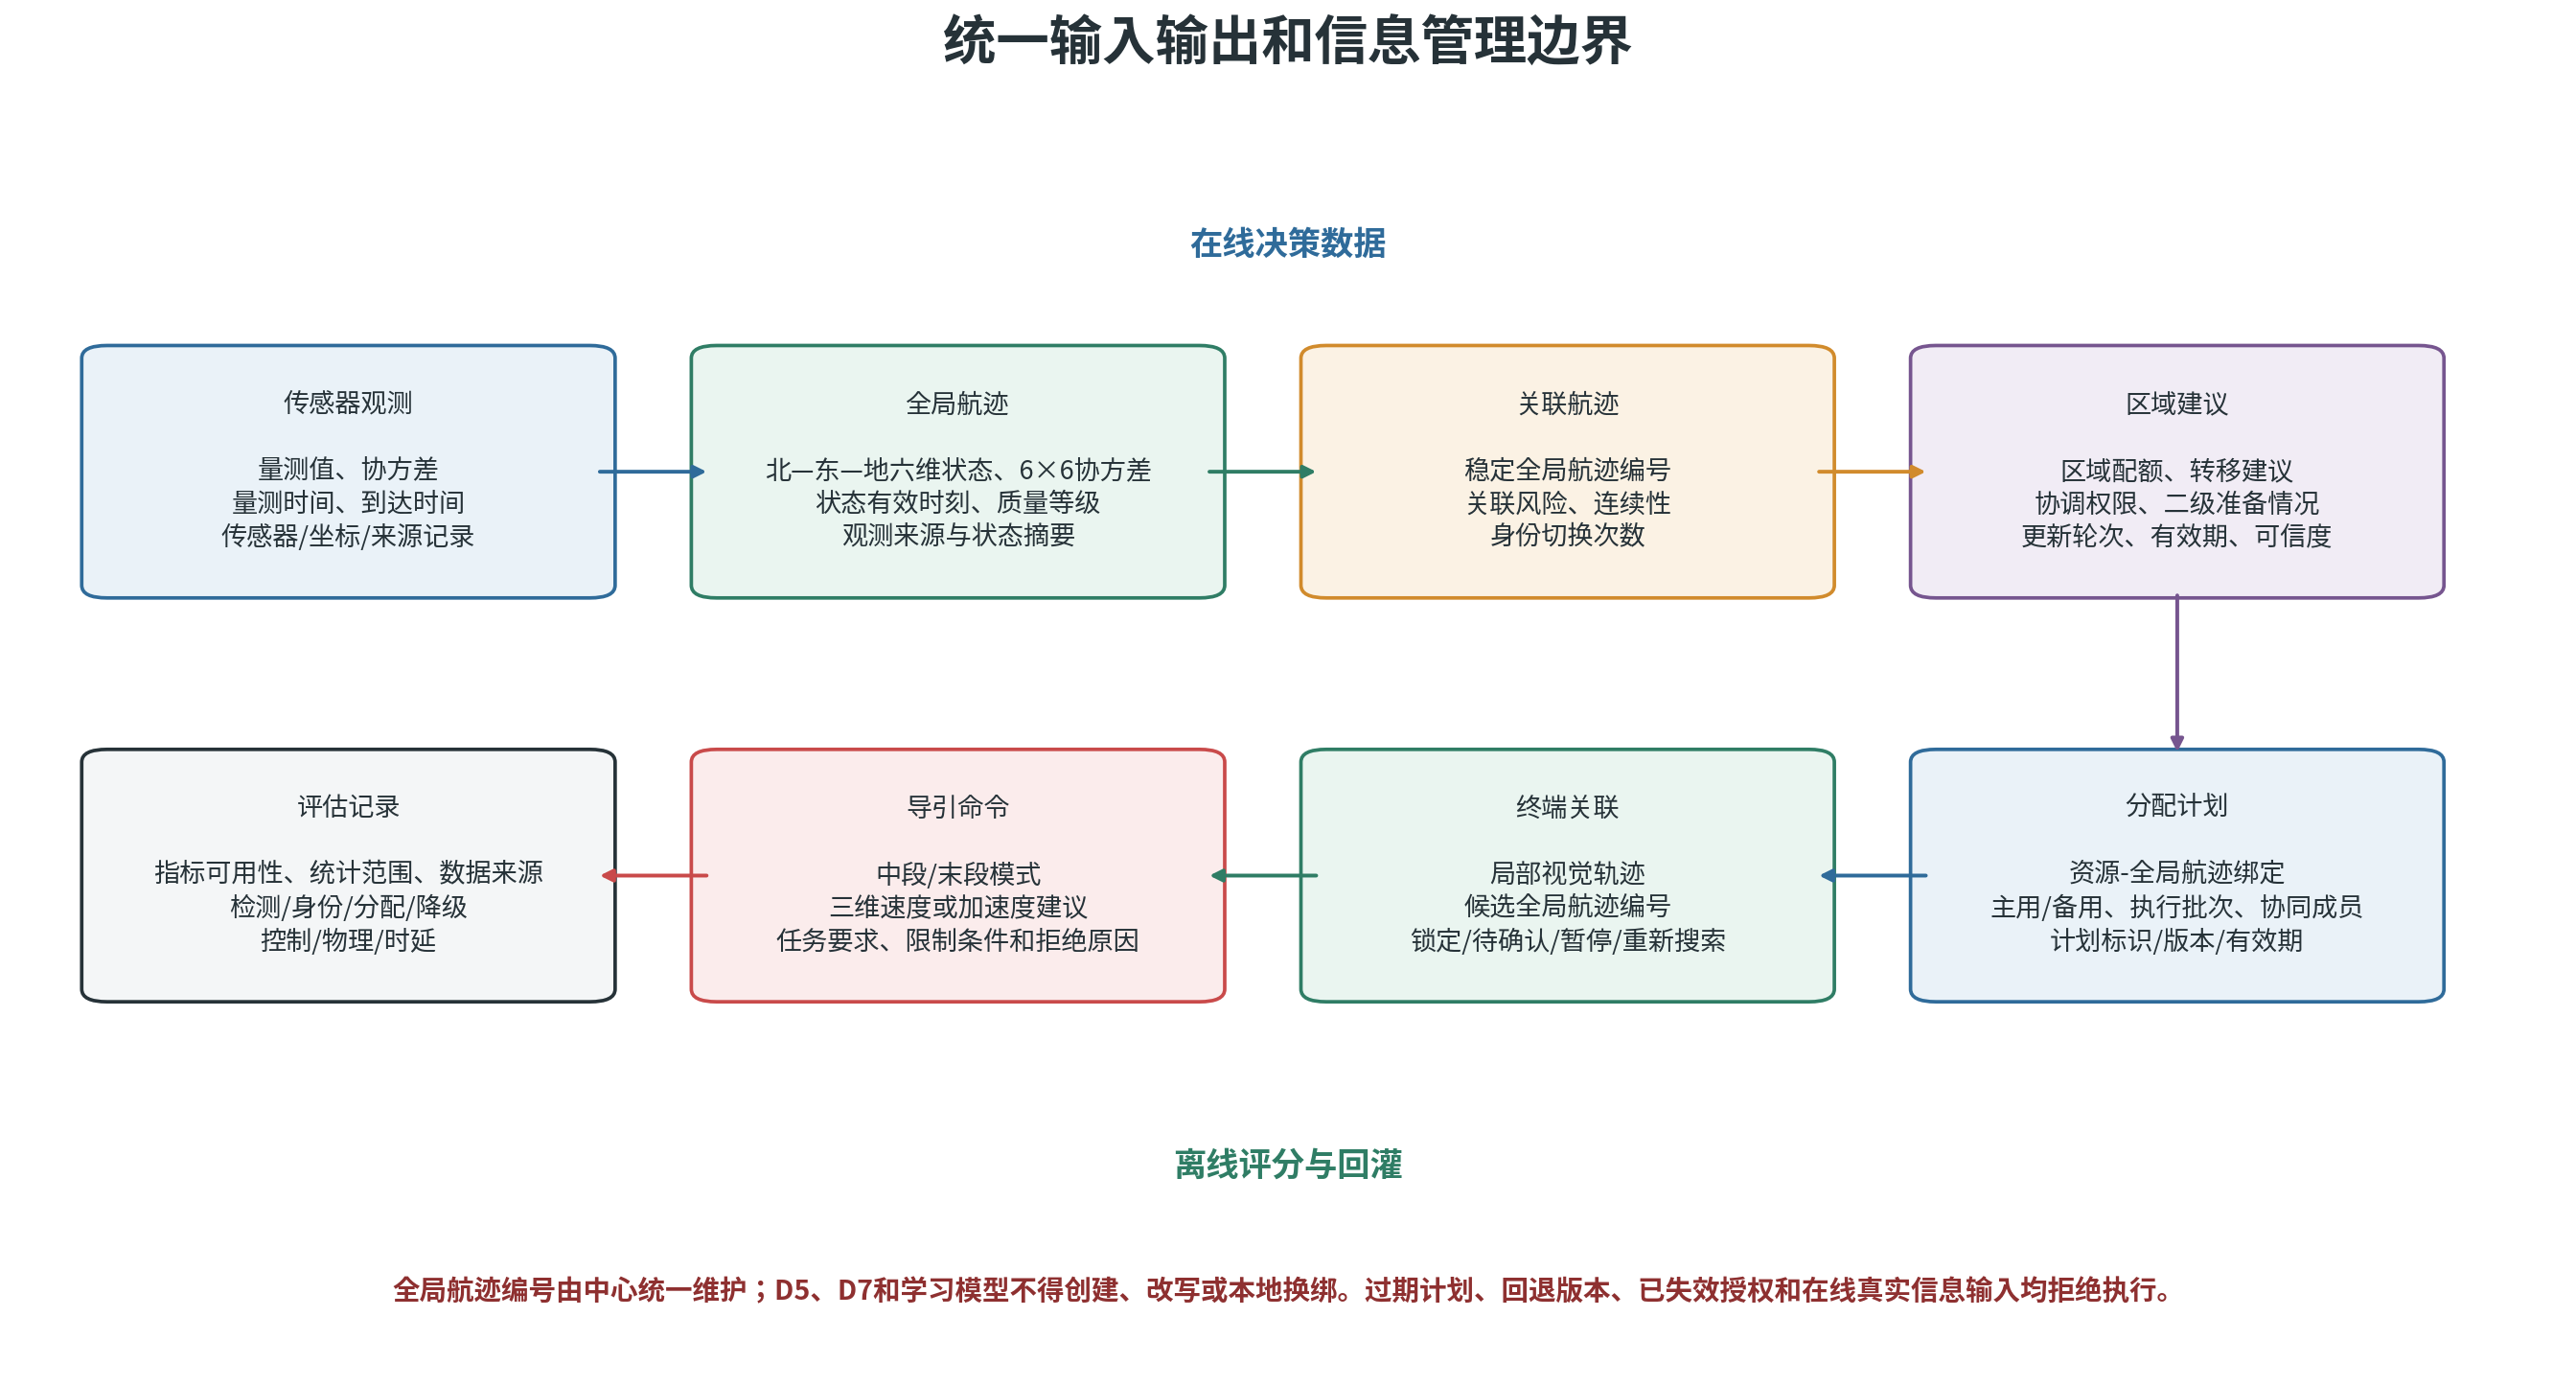 统一输入输出和信息管理边界
在线决策数据
传感器观测
量测值、协方差
量测时间、到达时间
传感器/坐标/来源记录
全局航迹
北—东—地六维状态、6×6协方差
状态有效时刻、质量等级
观测来源与状态摘要
关联航迹
稳定全局航迹编号
关联风险、连续性
身份切换次数
区域建议
区域配额、转移建议
协调权限、二级准备情况
更新轮次、有效期、可信度
评估记录
指标可用性、统计范围、数据来源
检测/身份/分配/降级
控制/物理/时延
导引命令
中段/末段模式
三维速度或加速度建议
任务要求、限制条件和拒绝原因
终端关联
局部视觉轨迹
候选全局航迹编号
锁定/待确认/暂停/重新搜索
分配计划
资源-全局航迹绑定
主用/备用、执行批次、协同成员
计划标识/版本/有效期
离线评分与回灌
全局航迹编号由中心统一维护；D5、D7和学习模型不得创建、改写或本地换绑。过期计划、回退版本、已失效授权和在线真实信息输入均拒绝执行。